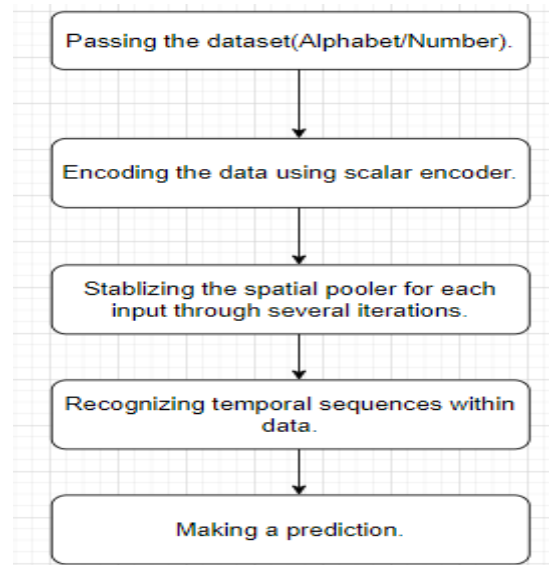 Passing the dataset(Alphabet/Number).
Encoding the data using scalar encoder.
Stablizing the spatial pooler for each
input through several iterations.
Recognizing temporal sequences within
data.
Making a prediction.